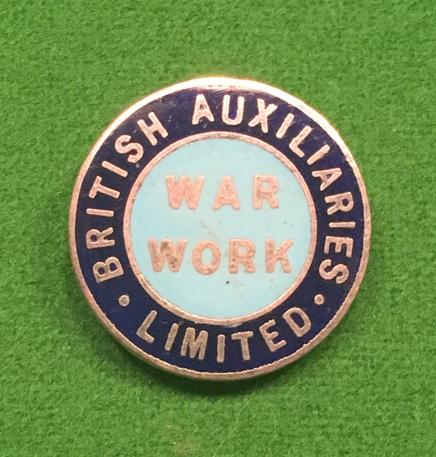 BRITISH AUXILIARIES
WAR
WORK
· LIMITED ·